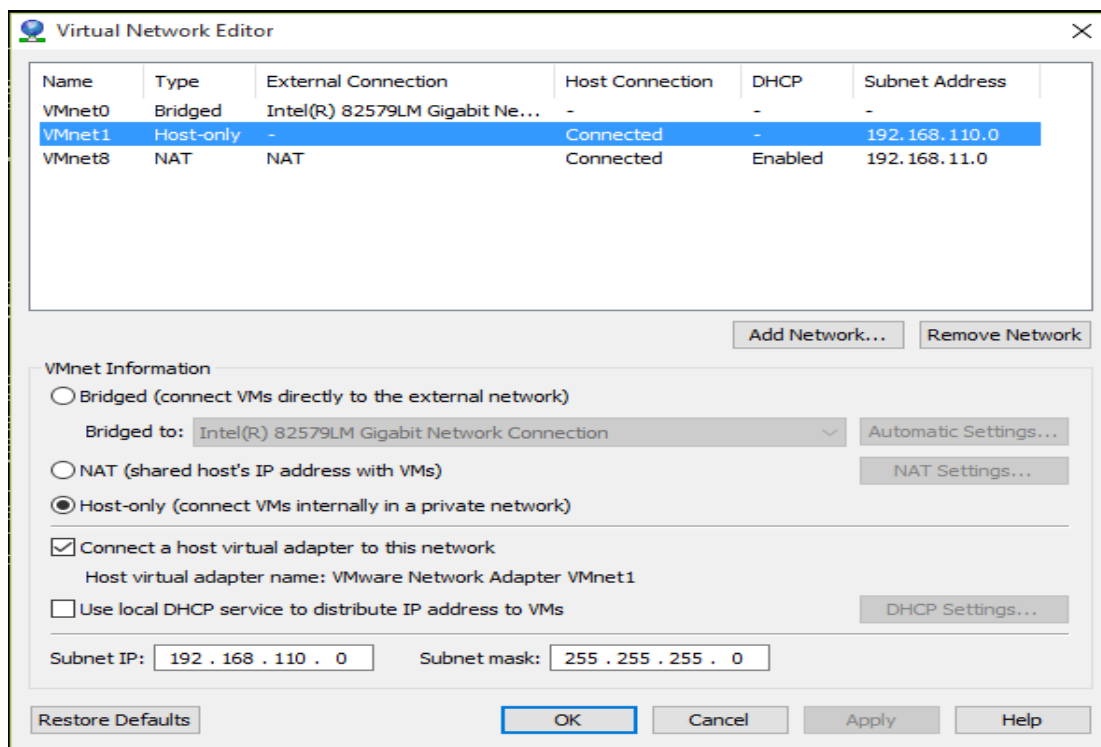 Virtual Network Editor
Name Type External Connection Host Connection DHCP Subnet Address
VMnet0 Bridged Intel(R) 82579LM Gigabit Ne... - - -
VMnet1 Host-only - Connected - 192.168.110.0
VMnet8 NAT NAT Connected Enabled 192.168.11.0
Add Network... Remove Network
VMnet Information
Bridged (connect VMs directly to the external network)
Bridged to: Intel(R) 82579LM Gigabit Network Connection Automatic Settings...
NAT (shared host's IP address with VMs) NAT Settings...
Host-only (connect VMs internally in a private network)
Connect a host virtual adapter to this network
Host virtual adapter name: VMware Network Adapter VMnet1
Use local DHCP service to distribute IP address to VMs DHCP Settings...
Subnet IP: 192 . 168 . 110 . 0 Subnet mask: 255 . 255 . 255 . 0
Restore Defaults OK Cancel Apply Help